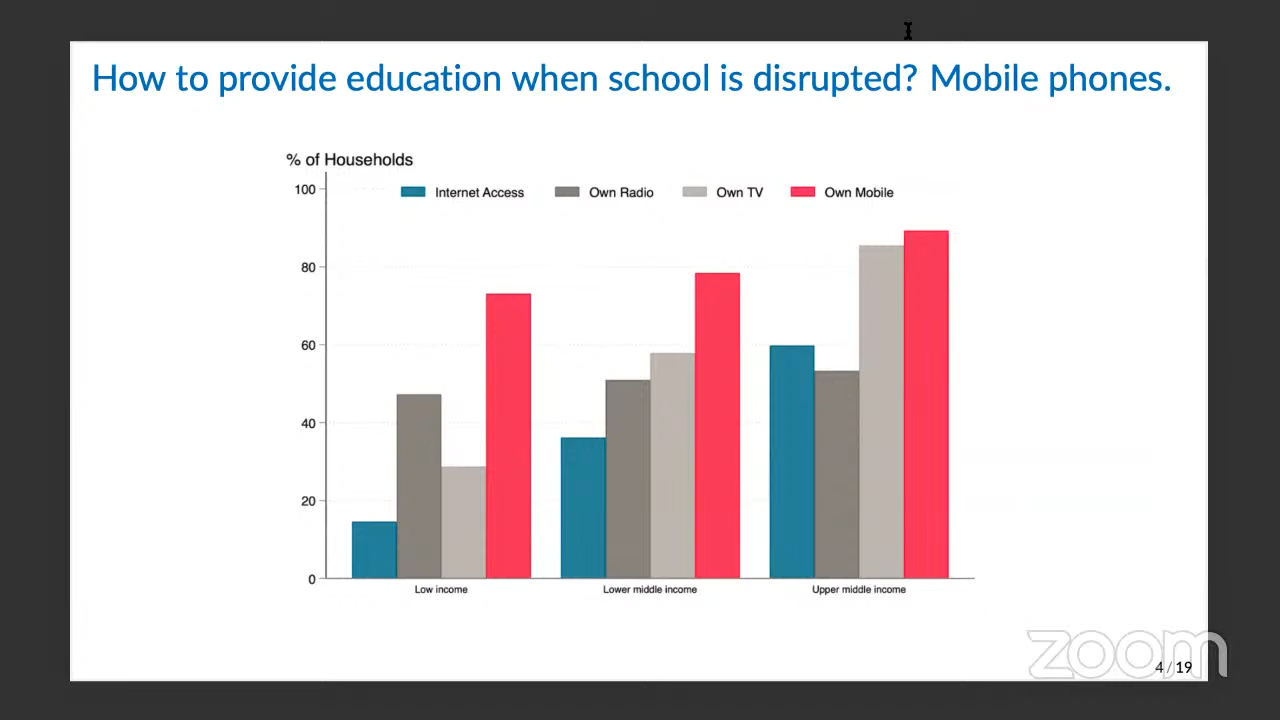 How to provide education when school is disrupted? Mobile phones.
% of Households
100
Internet Access
Own Radio
Own TV
Own Mobile
80
60
40
20
0
Low income
Lower middle income
Upper middle income
zoom
4 / 19